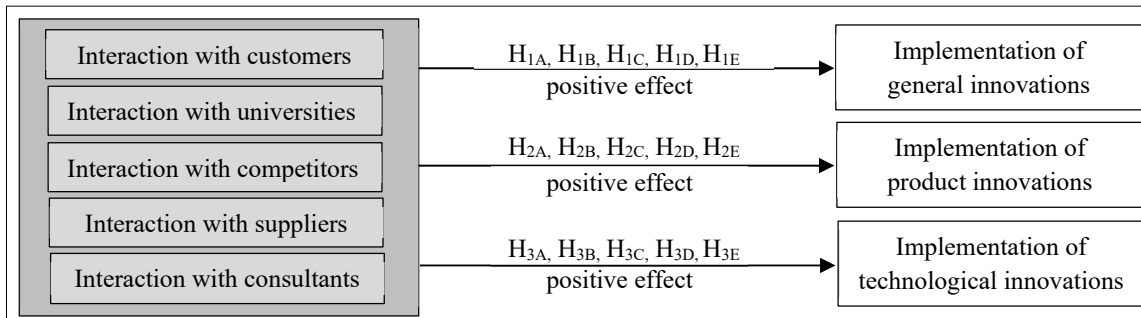 Interaction with customers
Interaction with universities
Interaction with competitors
Interaction with suppliers
Interaction with consultants
H1A, H1B, H1C, H1D, H1E
positive effect
H2A, H2B, H2C, H2D, H2E
positive effect
H3A, H3B, H3C, H3D, H3E
positive effect
Implementation of
general innovations
Implementation of
product innovations
Implementation of
technological innovations